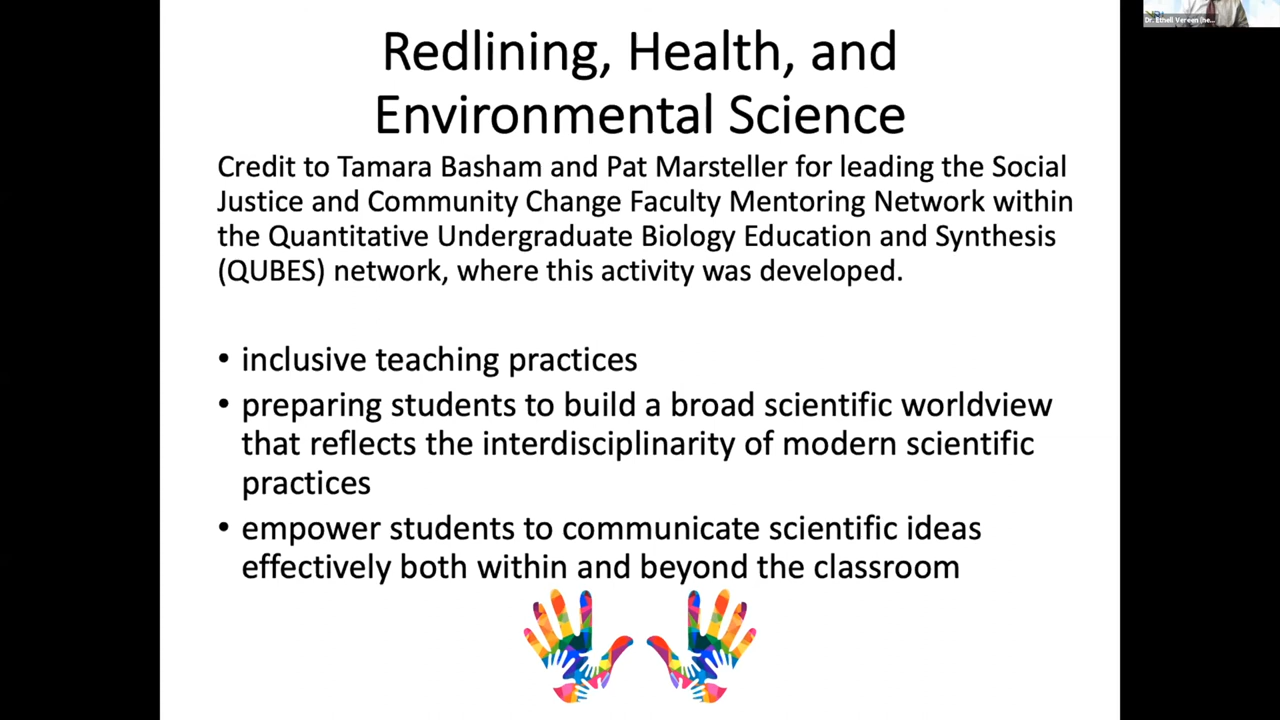 Redlining, Health, and
Environmental Science
Credit to Tamara Basham and Pat Marsteller for leading the Social
Justice and Community Change Faculty Mentoring Network within
the Quantitative Undergraduate Biology Education and Synthesis
(QUBES) network, where this activity was developed.
• inclusive teaching practices
• preparing students to build a broad scientific worldview
that reflects the interdisciplinarity of modern scientific
practices
• empower students to communicate scientific ideas
effectively both within and beyond the classroom
Dr. Ethell Vereen